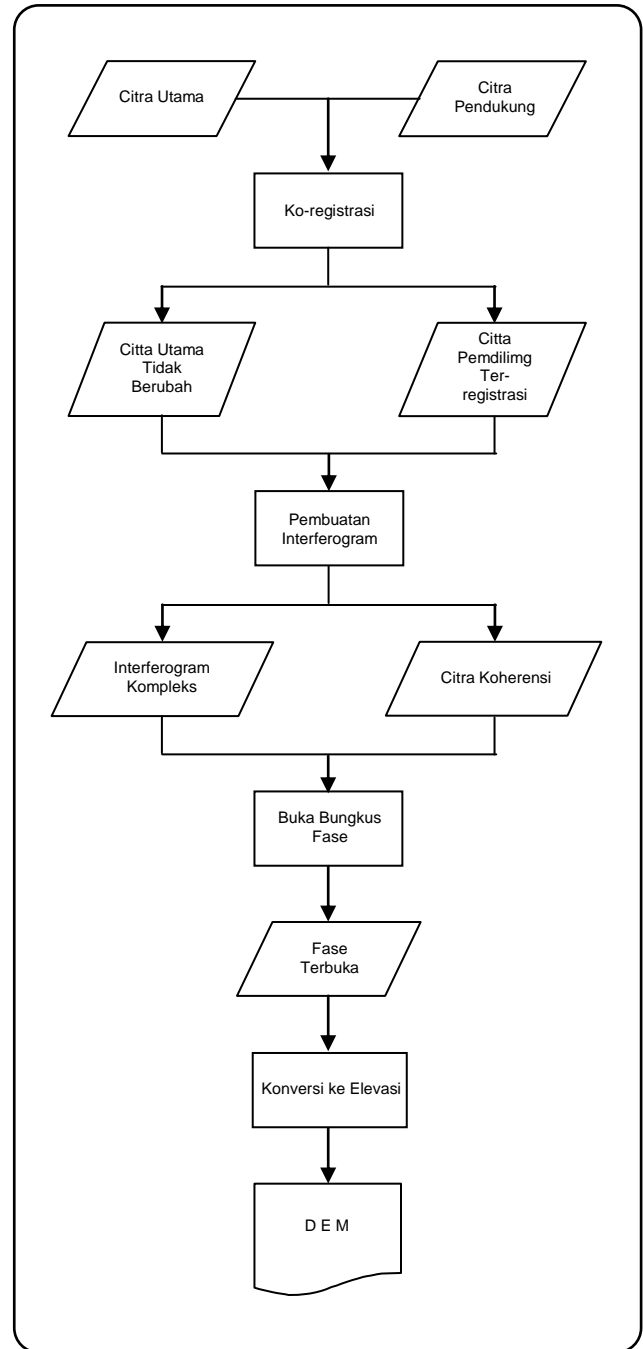 Citra Utama
Citra
Pendukung
Ko-registrasi
Citta Utama
Tidak
Berubah
Citta
Pemdilimg
Ter-
registrasi
Pembuatan
Interferogram
Interferogram
Kompleks
Citra Koherensi
Buka Bungkus
Fase
Fase
Terbuka
Konversi ke Elevasi
D E M